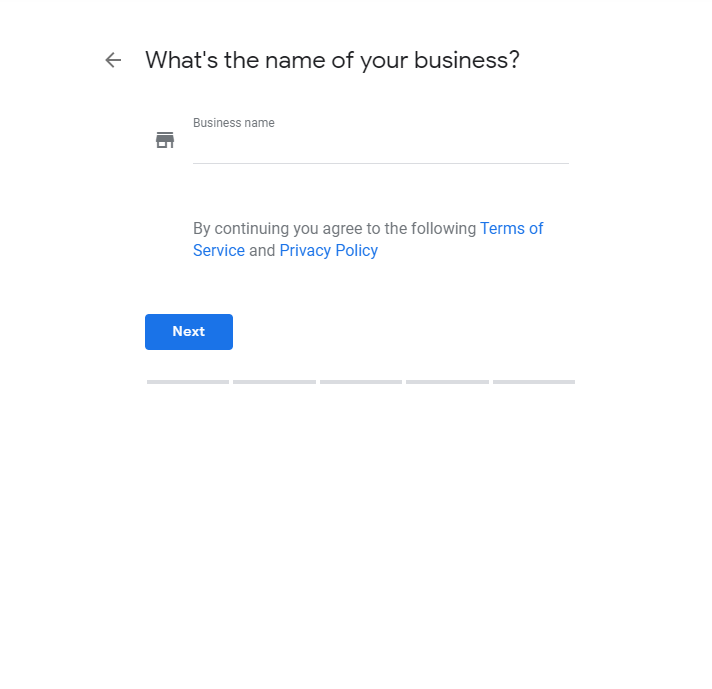 What's the name of your business?
Business name
By continuing you agree to the following Terms of
Service and Privacy Policy
Next